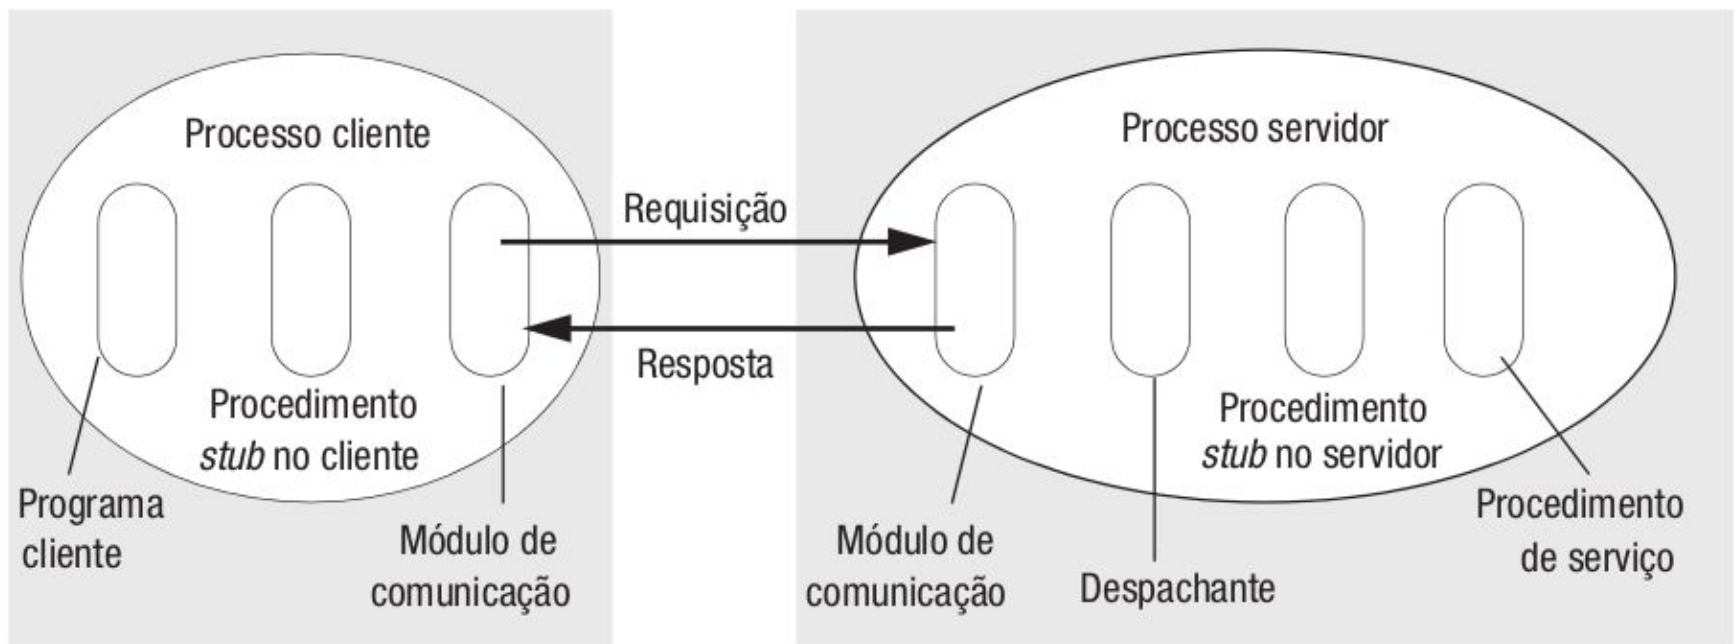 Processo cliente
Processo servidor
Requisição
Resposta
Procedimento
stub no cliente
Procedimento
stub no servidor
Programa
cliente
Módulo de
comunicação
Módulo de
comunicação
Despachante
Procedimento
de serviço